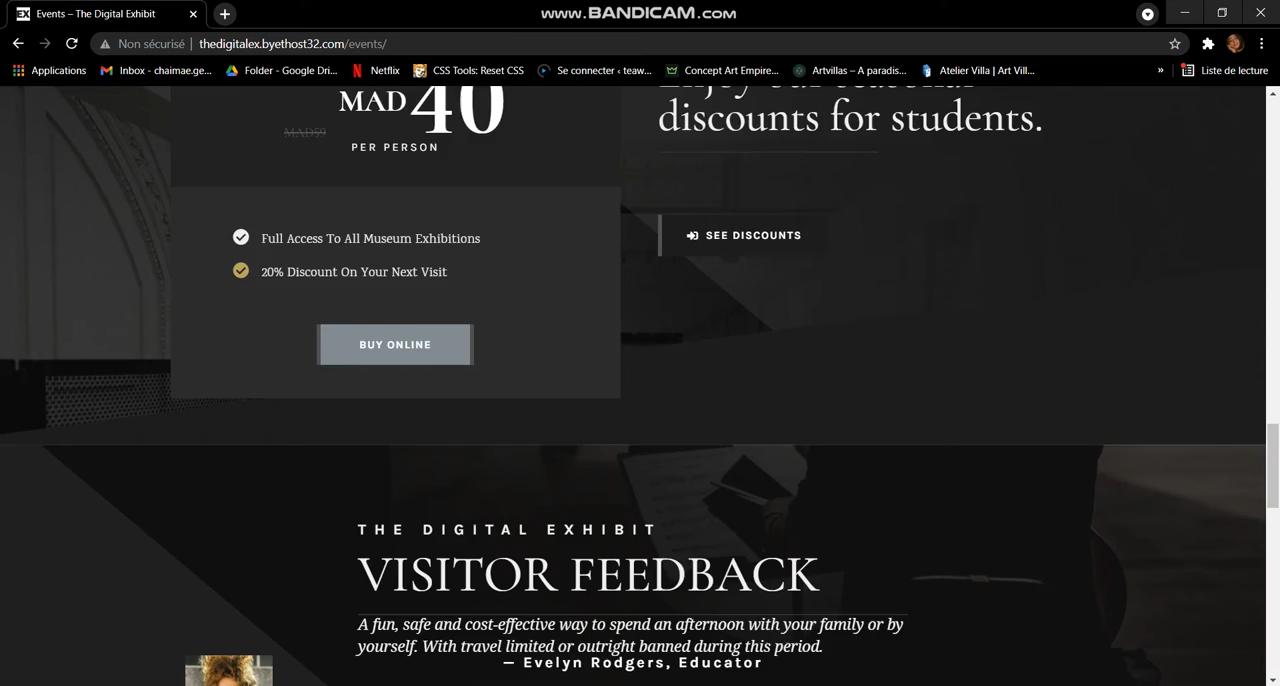 www.BANDICAM.com
EX Events – The Digital Exhibit
Non sécurisé | thedigitalex.byethost32.com/events/
Applications Inbox - chaimae.ge... Folder - Google Dri... Netflix CSS Tools: Reset CSS Se connecter ‹ teaw... Concept Art Empire... Artvillas – A paradis... Atelier Villa | Art Vill... » Liste de lecture
Enjoy our seasonal
discounts for students.
MAD 40
MAD59
PER PERSON
Full Access To All Museum Exhibitions
20% Discount On Your Next Visit
BUY ONLINE
SEE DISCOUNTS
THE DIGITAL EXHIBIT
VISITOR FEEDBACK
A fun, safe and cost-effective way to spend an afternoon with your family or by
yourself. With travel limited or outright banned during this period.
— Evelyn Rodgers, Educator